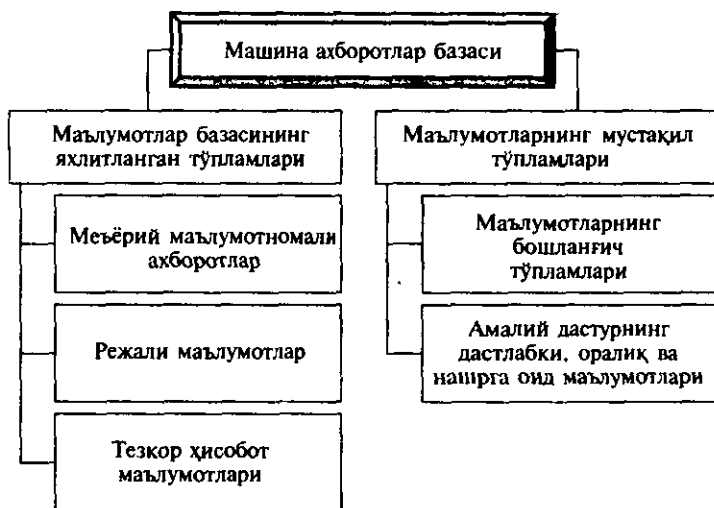 Машина ахборотлар базаси
Маълумотлар базасининг
яхлитланган тўпламлари
Меъёрий маълумотномали
ахборотлар
Режали маълумотлар
Тезкор ҳисобот
маълумотлари
Маълумотларнинг мустақил
тўпламлари
Маълумотларнинг
бошланғич
тўпламлари
Амалий дастурнинг
дастлабки, оралиқ ва
нашрга оид маълумотлари